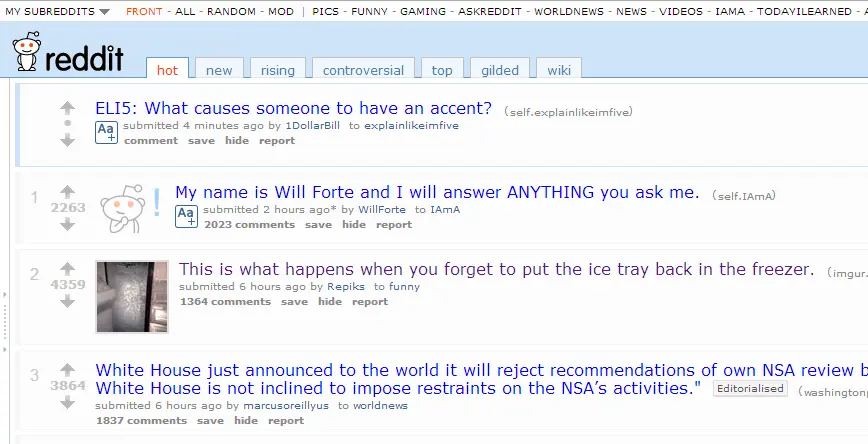 MY SUBREDDITS FRONT - ALL - RANDOM - MOD | PICS - FUNNY - GAMING - ASKREDDIT - WORLDNEWS - NEWS - VIDEOS - IAMA - TODAYILEARNED -
reddit hot new rising controversial top gilded wiki
ELI5: What causes someone to have an accent? (self.explainlikeimfive)
Aa+ submitted 4 minutes ago by 1DollarBill to explainlikeimfive
comment save hide report
1 2263 ! My name is Will Forte and I will answer ANYTHING you ask me. (self.IAmA)
Aa+ submitted 2 hours ago* by WillForte to IAmA
2023 comments save hide report
2 4359 This is what happens when you forget to put the ice tray back in the freezer. (imgur.
submitted 6 hours ago by Repiks to funny
1364 comments save hide report
3 3864 White House just announced to the world it will reject recommendations of own NSA review
White House is not inclined to impose restraints on the NSA's activities." Editorialised
submitted 6 hours ago by marcusoreillyus to worldnews
1837 comments save hide report